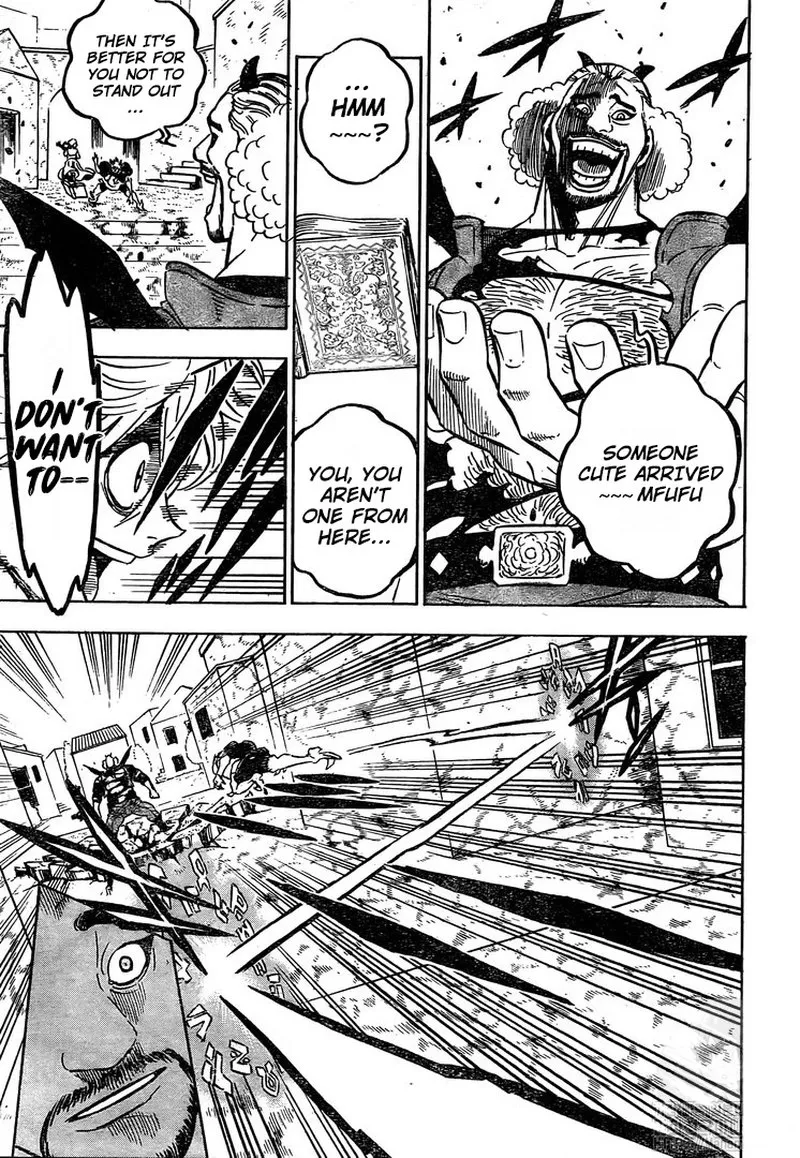 SOMEONE
CUTE ARRIVED
~~~ MFUFU
...
HMM
~~~?
YOU, YOU
AREN'T
ONE FROM
HERE...
THEN IT'S
BETTER FOR
YOU NOT TO
STAND OUT
...
I
DON'T
WANT
TO--